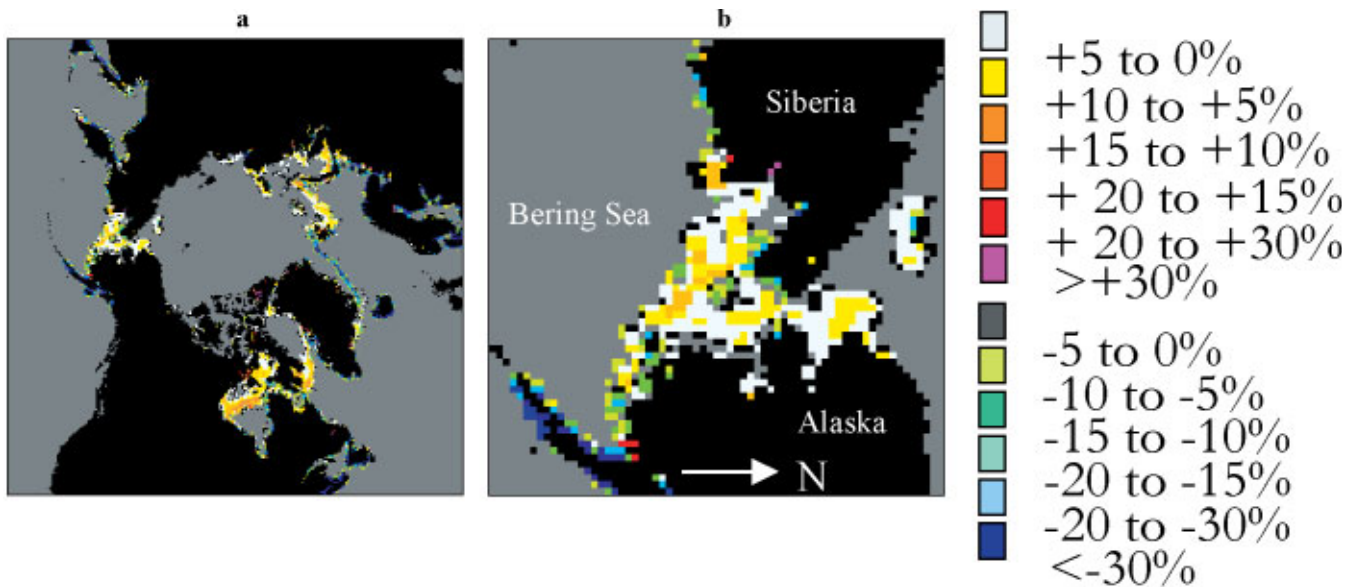 a
b
Siberia
Bering Sea
Alaska
N
+5 to 0%
+10 to +5%
+15 to +10%
+ 20 to +15%
+ 20 to +30%
>+30%
-5 to 0%
-10 to -5%
-15 to -10%
-20 to -15%
-20 to -30%
<-30%